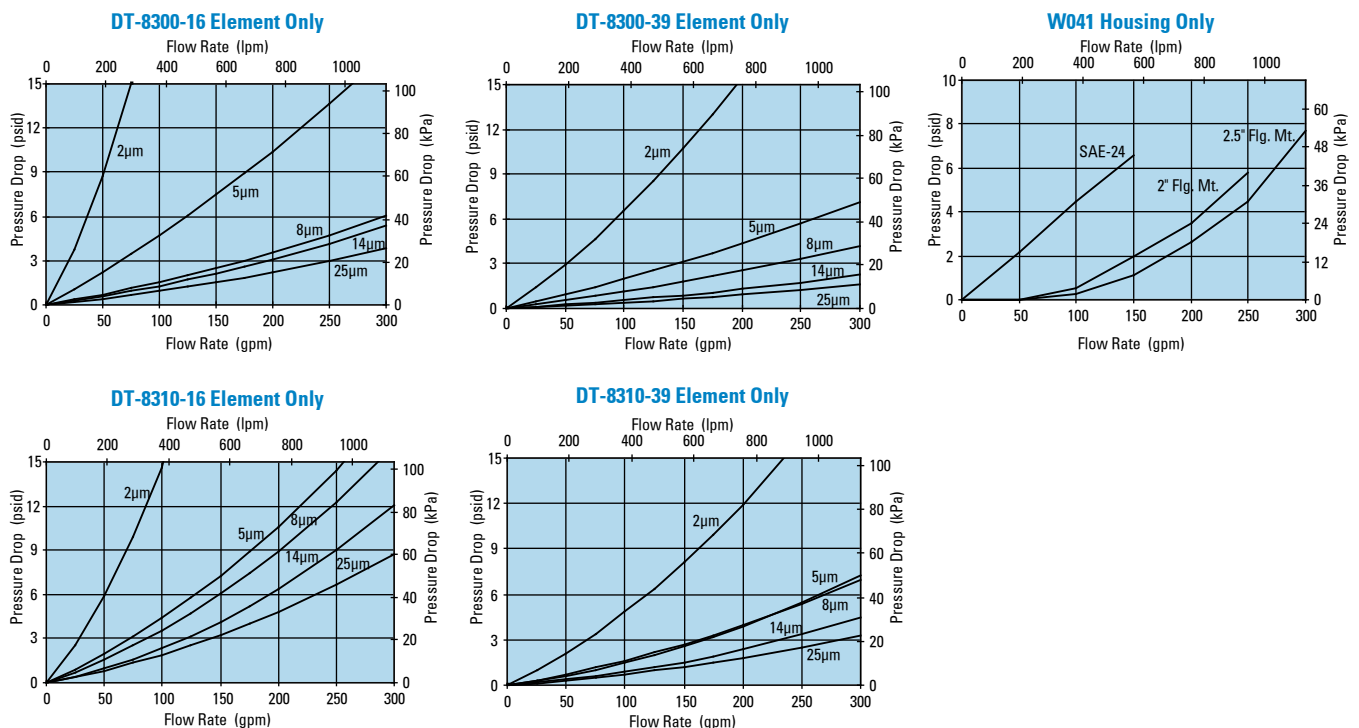 DT-8300-16 Element Only
Flow Rate (lpm)
0 200 400 600 800 1000
15 12 9 6 3 0
Pressure Drop (psid)
2µm
5µm
8µm
14µm
25µm
100 80 60 40 20 0
Pressure Drop (kPa)
0 50 100 150 200 250 300
Flow Rate (gpm)
DT-8300-39 Element Only
Flow Rate (lpm)
0 200 400 600 800 1000
15 12 9 6 3 0
Pressure Drop (psid)
2µm
5µm
8µm
14µm
25µm
100 80 60 40 20 0
Pressure Drop (kPa)
0 50 100 150 200 250 300
Flow Rate (gpm)
W041 Housing Only
Flow Rate (lpm)
0 200 400 600 800 1000
10 8 6 4 2 0
Pressure Drop (psid)
SAE-24
2" Flg. Mt.
2.5" Flg. Mt.
60 48 36 24 12 0
Pressure Drop (kPa)
0 50 100 150 200 250 300
Flow Rate (gpm)
DT-8310-16 Element Only
Flow Rate (lpm)
0 200 400 600 800 1000
15 12 9 6 3 0
Pressure Drop (psid)
2µm
5µm
8µm
14µm
25µm
100 80 60 40 20 0
Pressure Drop (kPa)
0 50 100 150 200 250 300
Flow Rate (gpm)
DT-8310-39 Element Only
Flow Rate (lpm)
0 200 400 600 800 1000
15 12 9 6 3 0
Pressure Drop (psid)
2µm
5µm
8µm
14µm
25µm
100 80 60 40 20 0
Pressure Drop (kPa)
0 50 100 150 200 250 300
Flow Rate (gpm)